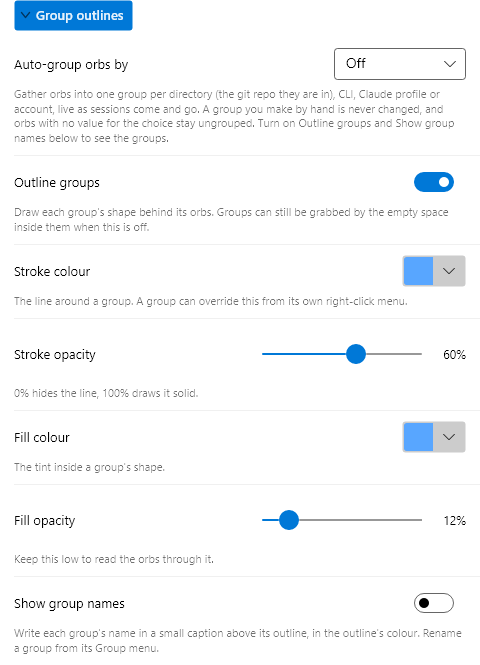 Group outlines
Auto-group orbs by
Off
Gather orbs into one group per directory (the git repo they are in), CLI, Claude profile or
account, live as sessions come and go. A group you make by hand is never changed, and
orbs with no value for the choice stay ungrouped. Turn on Outline groups and Show group
names below to see the groups.
Outline groups
Draw each group's shape behind its orbs. Groups can still be grabbed by the empty space
inside them when this is off.
Stroke colour
The line around a group. A group can override this from its own right-click menu.
Stroke opacity
60%
0% hides the line, 100% draws it solid.
Fill colour
The tint inside a group's shape.
Fill opacity
12%
Keep this low to read the orbs through it.
Show group names
Write each group's name in a small caption above its outline, in the outline's colour. Rename
a group from its Group menu.